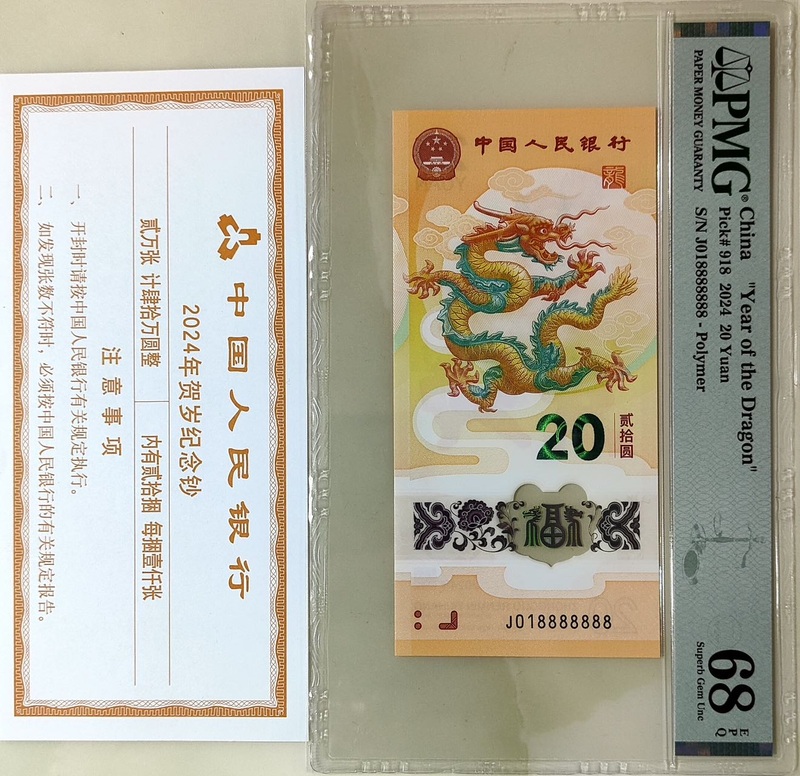 中国人民银行
2024年贺岁纪念钞
贰万张 计肆拾万圆整 内有贰拾捆 每捆壹仟张
注意事项
一、开封时请按中国人民银行有关规定执行。
二、如发现张数不符时，必须按中国人民银行的有关规定报告。
中国人民银行
龍
20
贰拾圆
福
J018888888
PMG®
PAPER MONEY GUARANTY
China "Year of the Dragon"
Pick# 918 2024 20 Yuan
S/N J018888888 - Polymer
68 EPQ
Superb Gem Unc